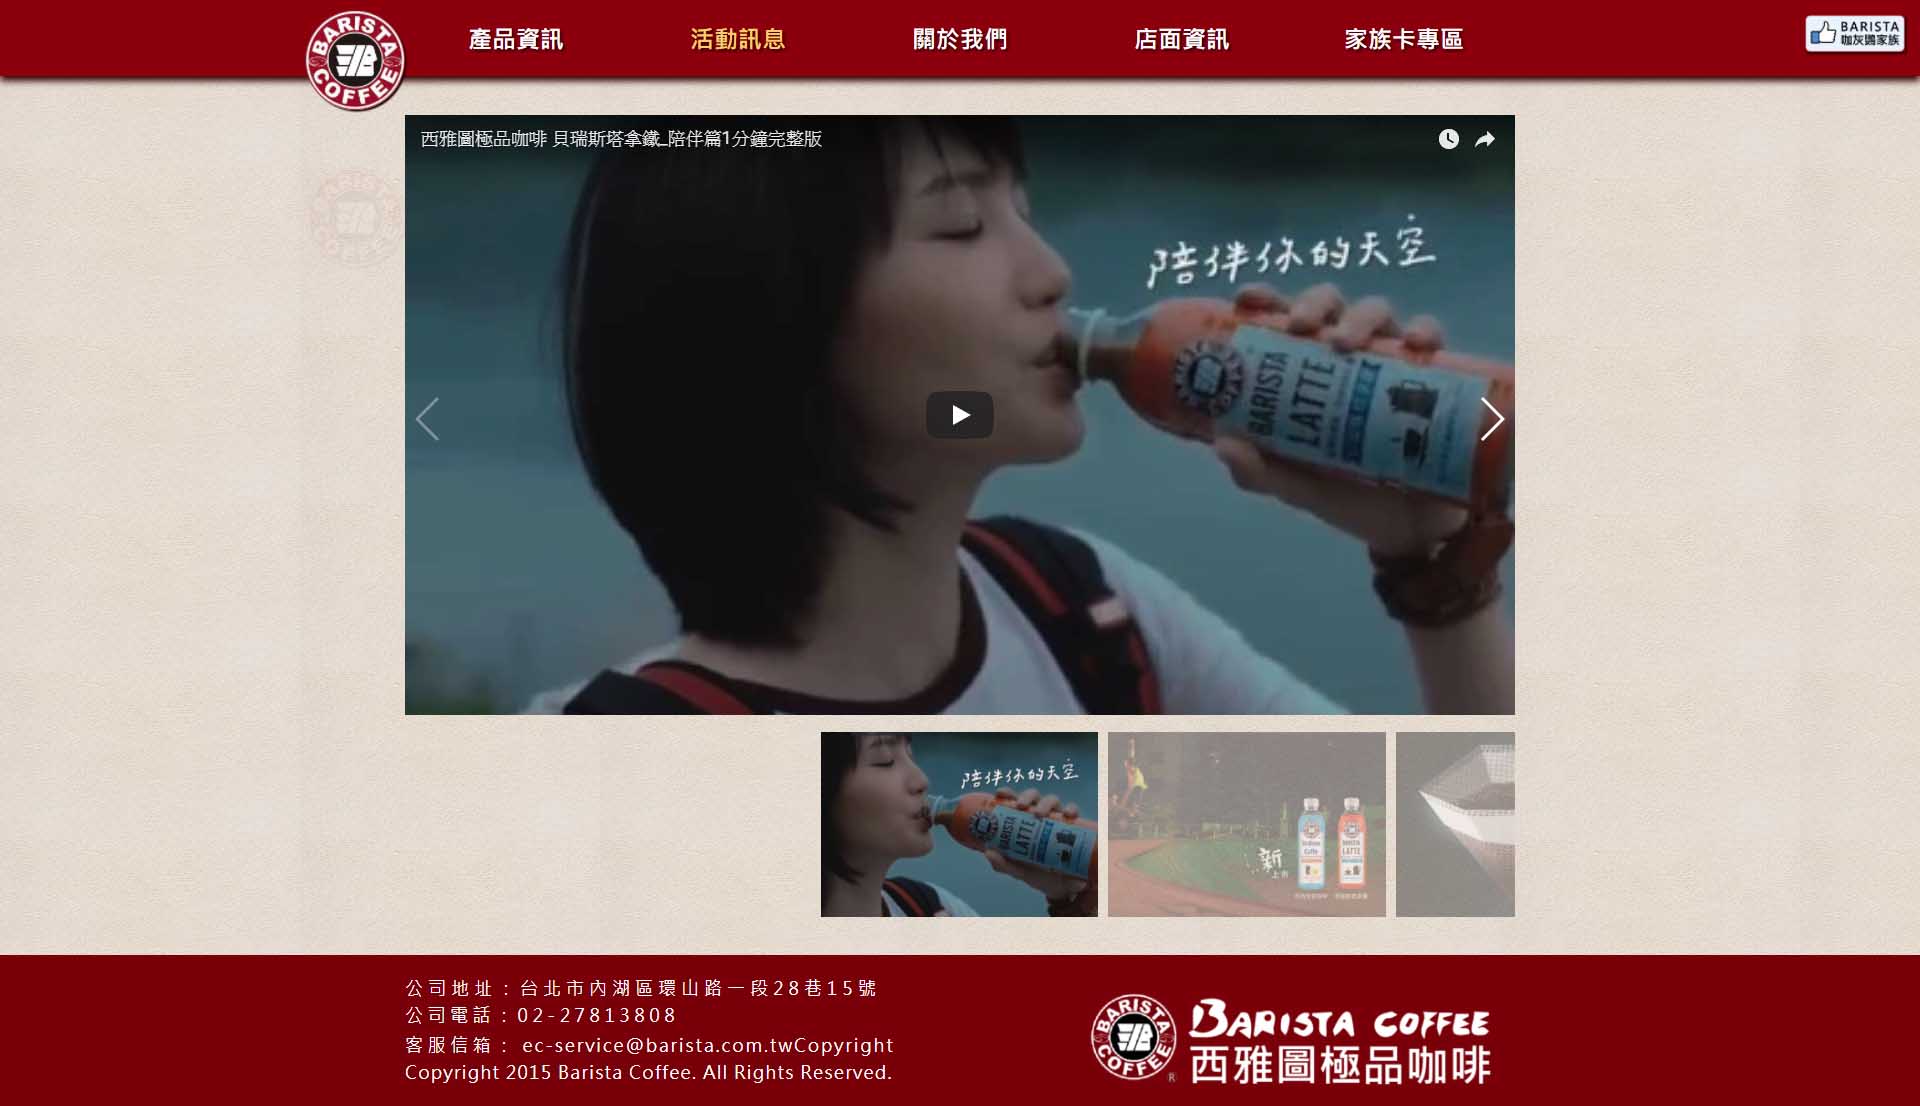 BARISTA COFFEE
產品資訊
活動訊息
關於我們
店面資訊
家族卡專區
BARISTA
咖灰鷗家族
西雅圖極品咖啡 貝瑞斯塔拿鐵_陪伴篇1分鐘完整版
陪伴你的天空
BARISTA
LATTE
陪伴你的天空
BARISTA
LATTE
新
上市
LATTE
公司地址：台北市內湖區環山路一段28巷15號
公司電話：02-27813808
客服信箱： ec-service@barista.com.twCopyright
Copyright 2015 Barista Coffee. All Rights Reserved.
BARISTA COFFEE
®
BARISTA COFFEE
西雅圖極品咖啡